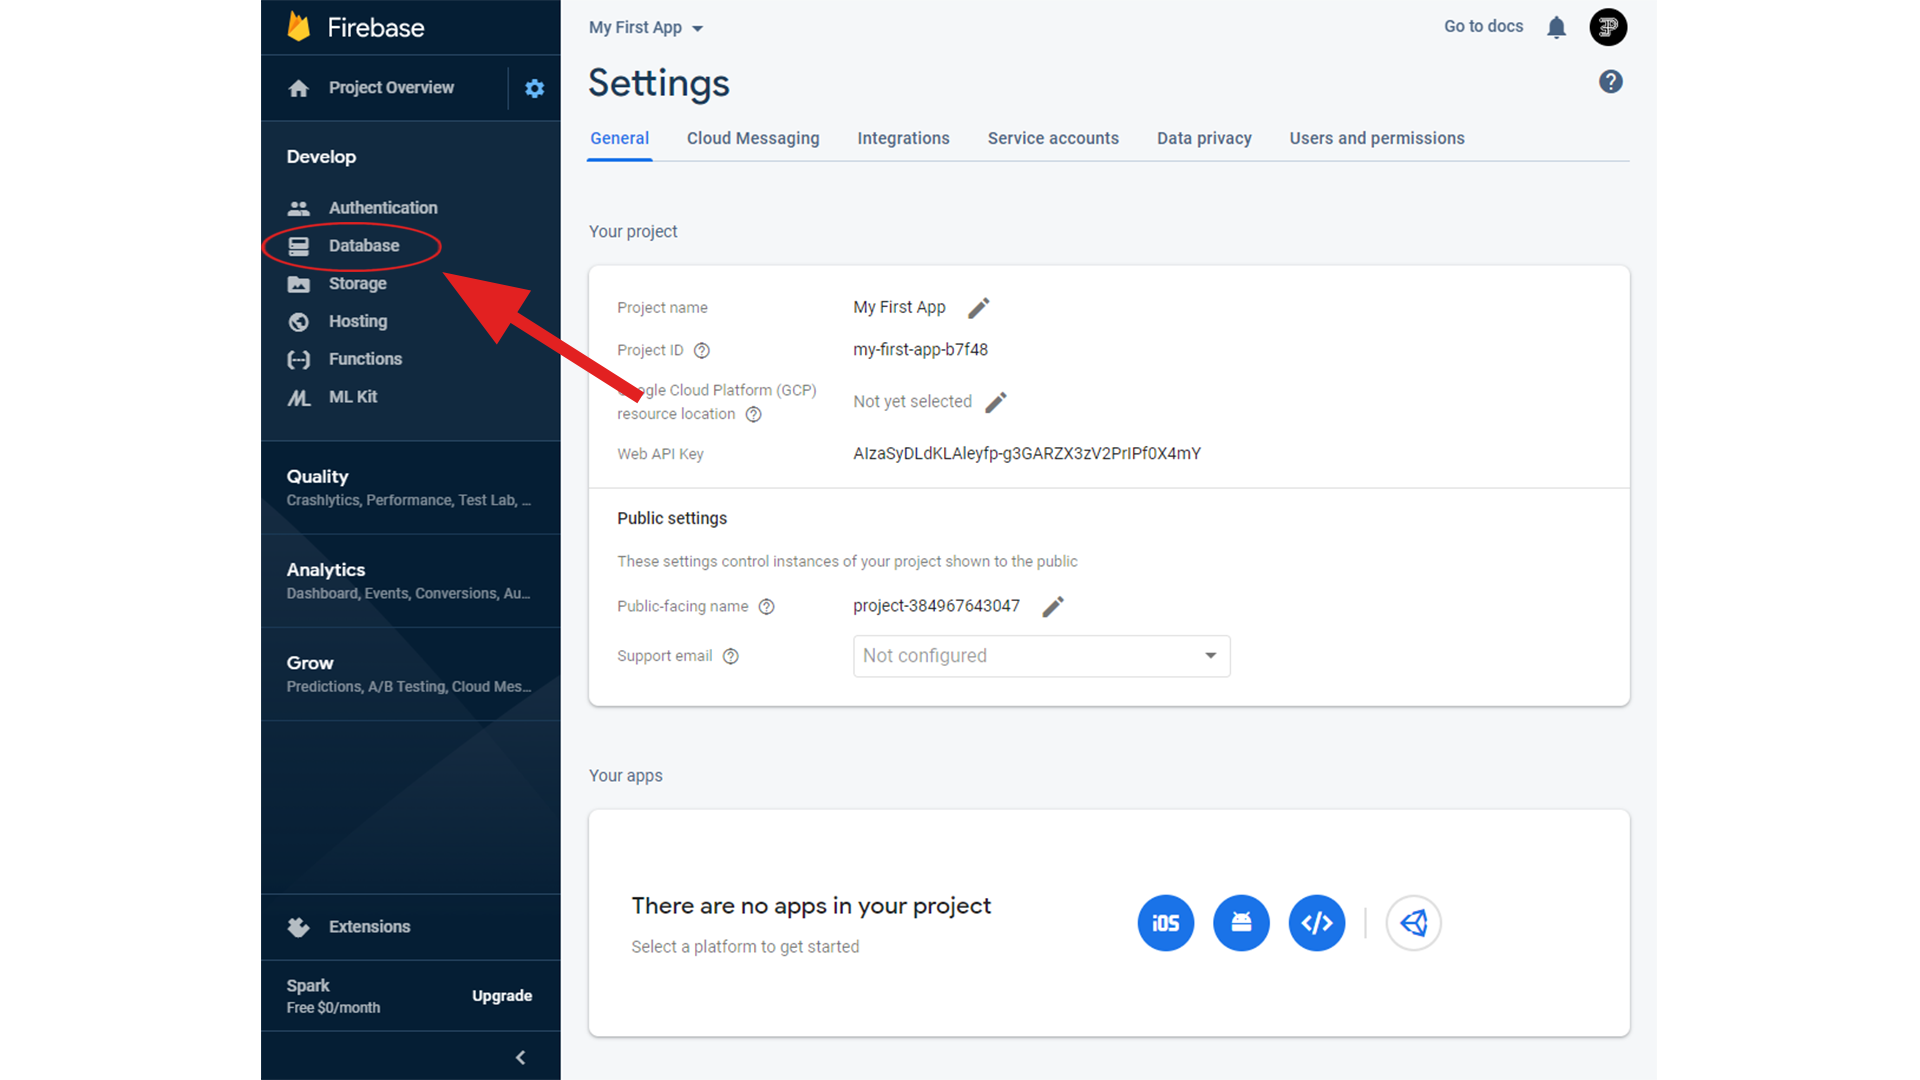 Firebase
Project Overview
Develop
Authentication
Database
Storage
Hosting
Functions
ML Kit
Quality
Crashlytics, Performance, Test Lab, ...
Analytics
Dashboard, Events, Conversions, Au...
Grow
Predictions, A/B Testing, Cloud Mes...
Extensions
Spark
Free $0/month
Upgrade
My First App
Go to docs
Settings
General Cloud Messaging Integrations Service accounts Data privacy Users and permissions
Your project
Project name My First App
Project ID my-first-app-b7f48
Cloud Platform (GCP)
resource location Not yet selected
Web API Key AIzaSyDLdKLAleyfp-g3GARZX3zV2PrIPf0X4mY
Public settings
These settings control instances of your project shown to the public
Public-facing name project-384967643047
Support email Not configured
Your apps
There are no apps in your project
Select a platform to get started
iOS